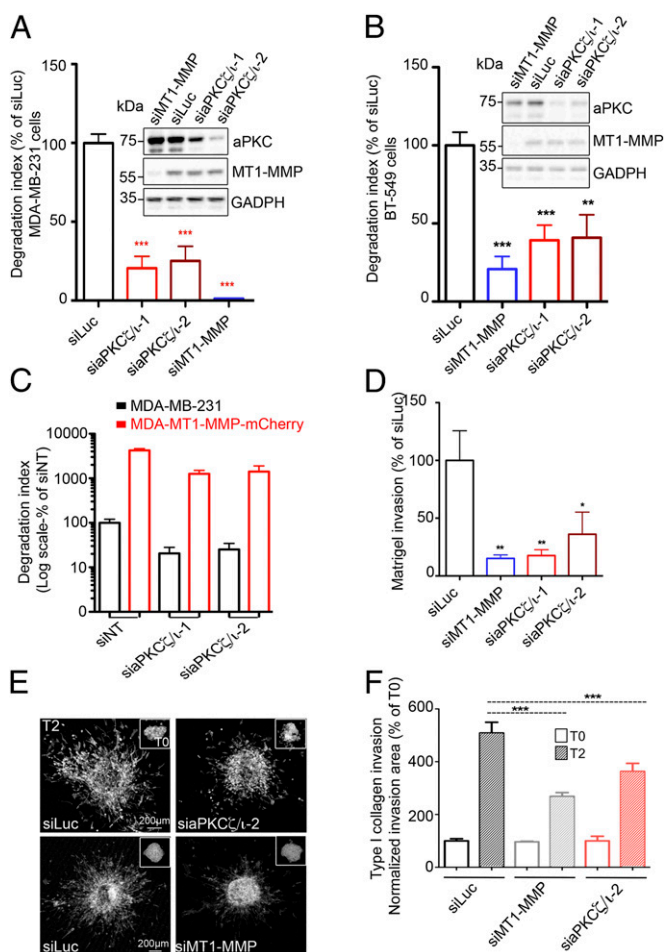 A
Degradation index (% of siLuc)
MDA-MB-231
cells
100
50
25
0
kDa
siMT1-MMP
siLuc
siaPKCζ/ι-1
siaPKCζ/ι-2
75
55
35
aPKC
MT1-MMP
GADPH
***
***
***
siLuc
siaPKCζ/ι-1
siaPKCζ/ι-2
siMT1-MMP
B
Degradation index (% of siLuc)
BT-549 cells
150
100
50
0
kDa
siMT1-MMP
siLuc
siaPKCζ/ι-1
siaPKCζ/ι-2
75
55
35
aPKC
MT1-MMP
GADPH
***
***
**
siLuc
siMT1-MMP
siaPKCζ/ι-1
siaPKCζ/ι-2
C
MDA-MB-231
MDA-MT1-MMP-mCherry
Degradation index
(Log scale-% of siNT)
10000
1000
100
10
0
siNT
siaPKCζ/ι-1
siaPKCζ/ι-2
D
Matrigel invasion (% of siLuc)
150
100
50
0
**
**
*
siLuc
siMT1-MMP
siaPKCζ/ι-1
siaPKCζ/ι-2
E
T2
T0
siLuc
200µm
siaPKCζ/ι-2
siLuc
200µm
siMT1-MMP
F
Type I collagen invasion
Normalized invasion area (% of T0)
600
400
200
0
***
***
T0
T2
siLuc
siMT1-MMP
siaPKCζ/ι-2